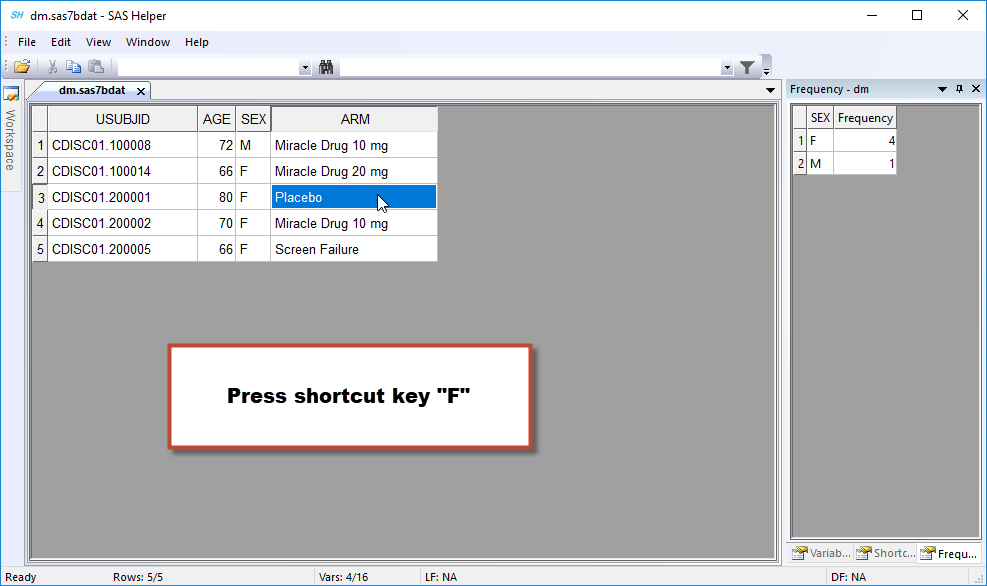 SH dm.sas7bdat - SAS Helper
File Edit View Window Help
dm.sas7bdat
Frequency - dm
Workspace
USUBJID AGE SEX ARM
1 CDISC01.100008 72 M Miracle Drug 10 mg
2 CDISC01.100014 66 F Miracle Drug 20 mg
3 CDISC01.200001 80 F Placebo
4 CDISC01.200002 70 F Miracle Drug 10 mg
5 CDISC01.200005 66 F Screen Failure
SEX Frequency
1 F 4
2 M 1
Press shortcut key "F"
Variab... Shortc... Frequ...
Ready Rows: 5/5 Vars: 4/16 LF: NA DF: NA